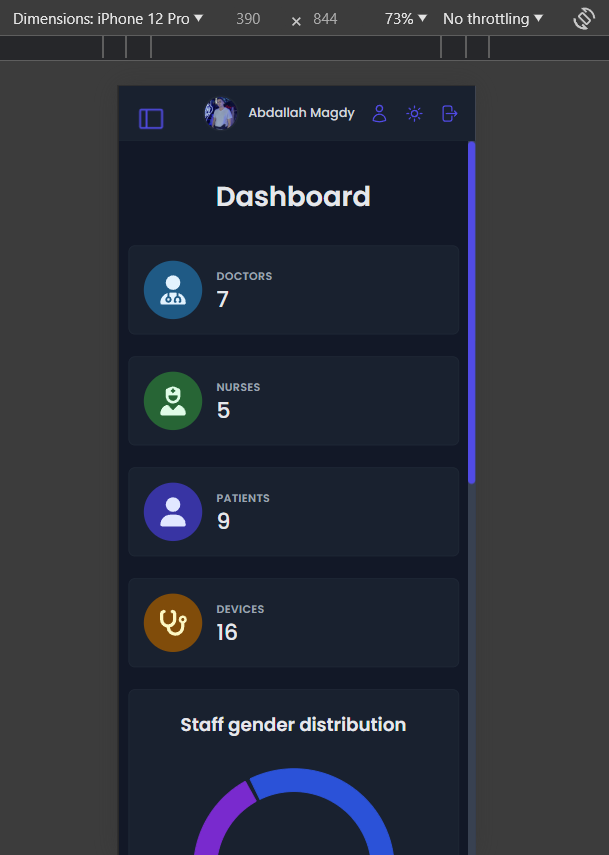 Dimensions: iPhone 12 Pro ▼ 390 × 844 73% ▼ No throttling ▼
Abdallah Magdy
Dashboard
DOCTORS
7
NURSES
5
PATIENTS
9
DEVICES
16
Staff gender distribution